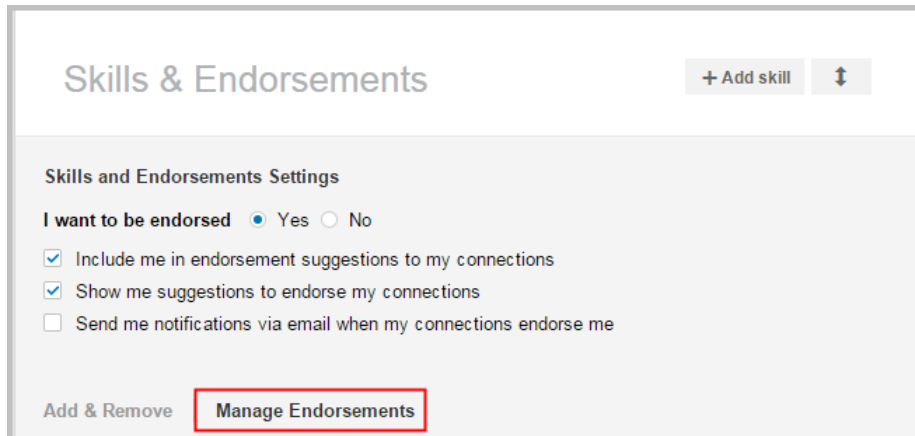 Skills & Endorsements
+ Add skill
Skills and Endorsements Settings
I want to be endorsed Yes No
Include me in endorsement suggestions to my connections
Show me suggestions to endorse my connections
Send me notifications via email when my connections endorse me
Add & Remove Manage Endorsements